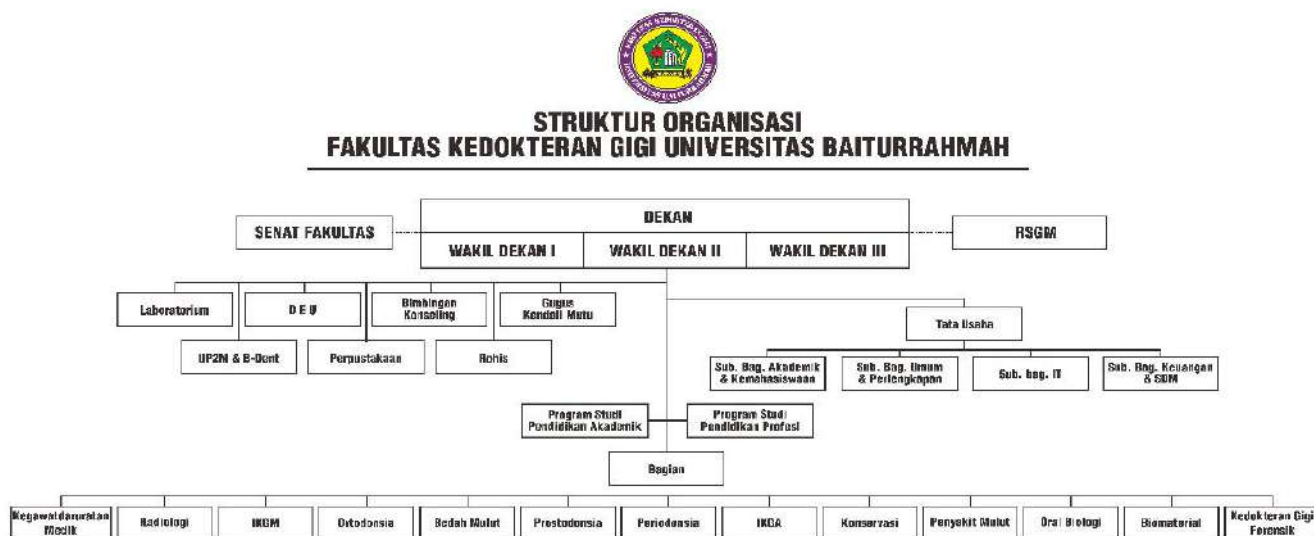 STRUKTUR ORGANISASI
FAKULTAS KEDOKTERAN GIGI UNIVERSITAS BAITURRAHMAH
DEKAN
SENAT FAKULTAS
RSGM
WAKIL DEKAN I
WAKIL DEKAN II
WAKIL DEKAN III
Laboratorium
D E U
Bimbingan
Konseling
Gugus
Kendali Mutu
UP2M & B-Dent
Perpustakaan
Rohis
Tata Usaha
Sub. Bag. Akademik
& Kemahasiswaan
Sub. Bag. Umum
& Perlengkapan
Sub. bag. IT
Sub. Bag. Keuangan
& SDM
Program Studi
Pendidikan Akademik
Program Studi
Pendidikan Profesi
Bagian
Kegawatdaruratan
Medik
Radiologi
IKGM
Ortodonsia
Bedah Mulut
Prostodonsia
Periodonsia
IKGA
Konservasi
Penyakit Mulut
Oral Biologi
Biomaterial
Kedokteran Gigi
Forensik